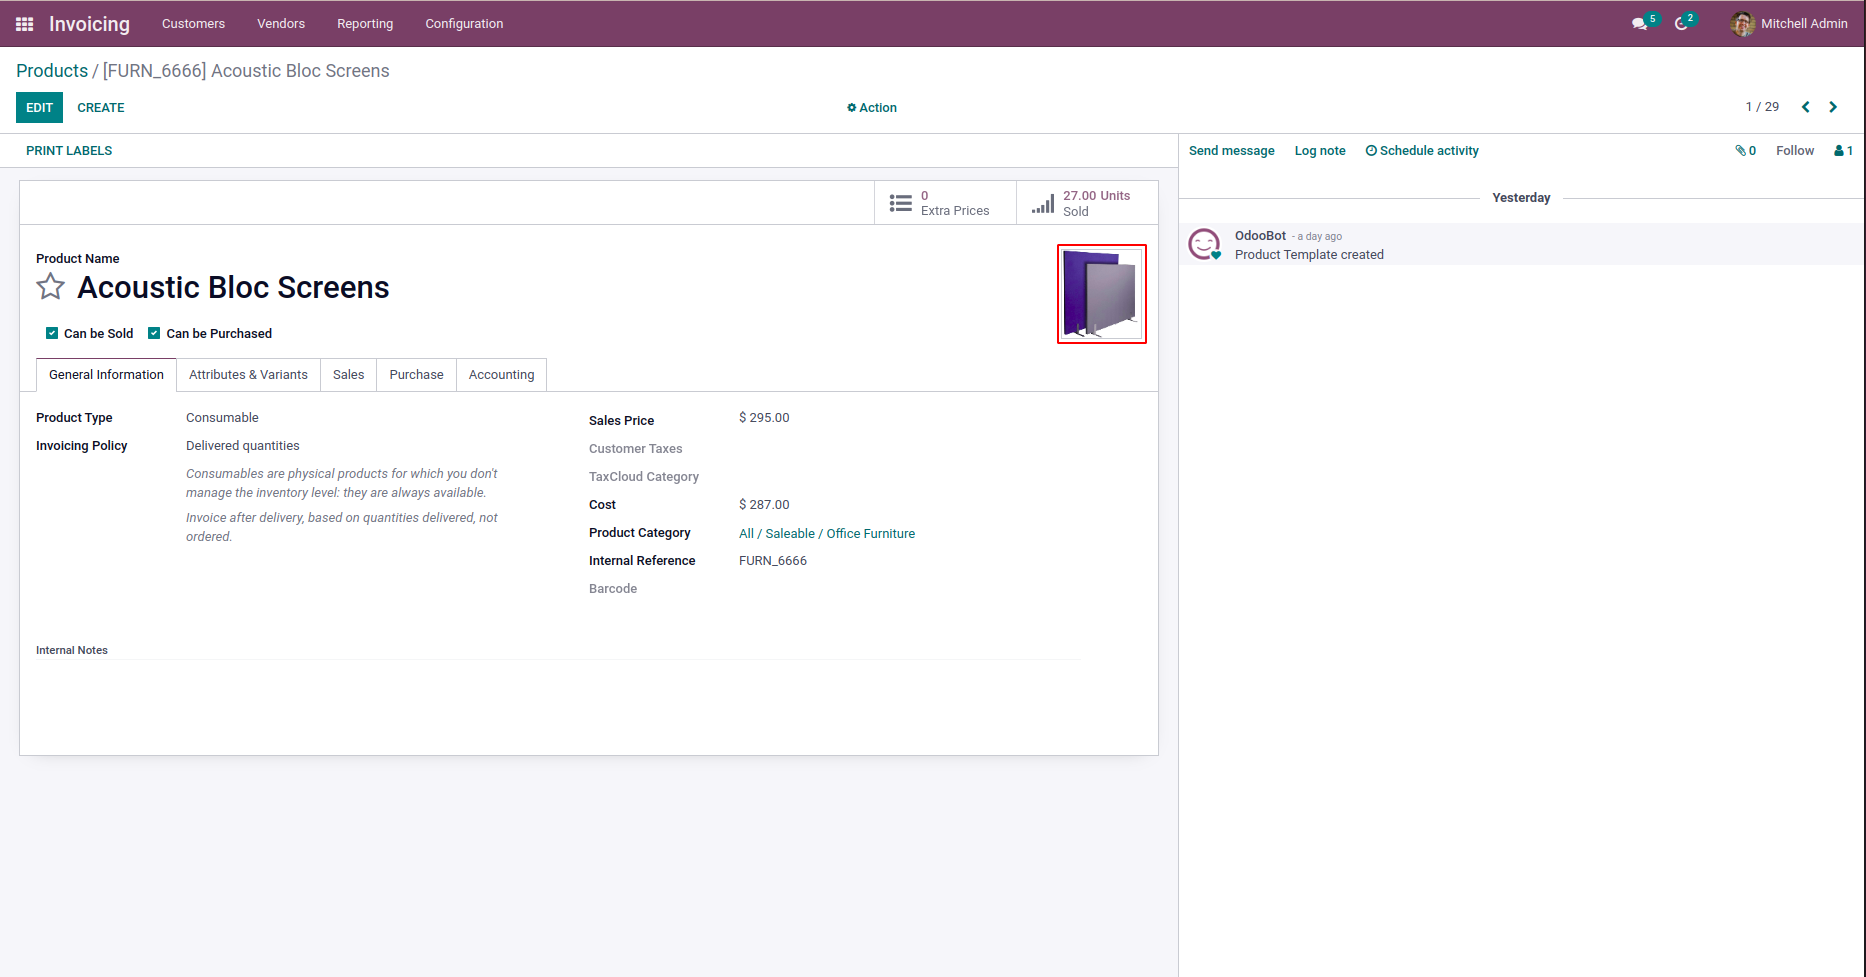 Invoicing Customers Vendors Reporting Configuration 5 2 Mitchell Admin
Products / [FURN_6666] Acoustic Bloc Screens
EDIT CREATE Action 1 / 29
PRINT LABELS
Send message Log note Schedule activity 0 Follow 1
0
Extra Prices
27.00 Units
Sold
Yesterday
OdooBot - a day ago
Product Template created
Product Name
Acoustic Bloc Screens
Can be Sold Can be Purchased
General Information Attributes & Variants Sales Purchase Accounting
Product Type Consumable
Invoicing Policy Delivered quantities
Consumables are physical products for which you don't
manage the inventory level: they are always available.
Invoice after delivery, based on quantities delivered, not
ordered.
Sales Price $ 295.00
Customer Taxes
TaxCloud Category
Cost $ 287.00
Product Category All / Saleable / Office Furniture
Internal Reference FURN_6666
Barcode
Internal Notes